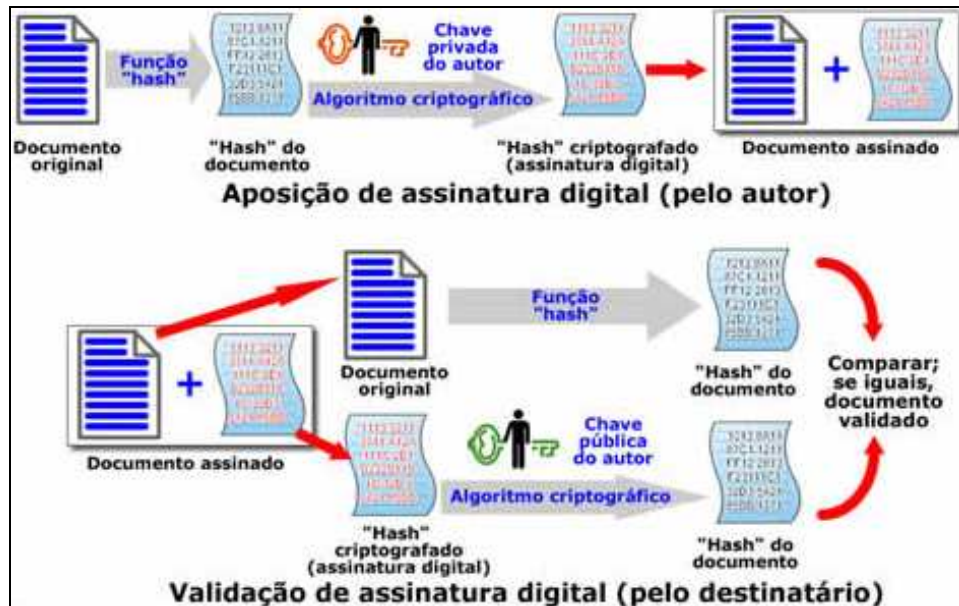 Função
"hash"
Chave
privada
do autor
Algoritmo criptográfico
+
Documento
original
"Hash" do
documento
"Hash" criptografado
(assinatura digital)
Documento assinado
Aposição de assinatura digital (pelo autor)
Função
"hash"
+
Documento
original
"Hash" do
documento
Comparar;
se iguais,
documento
validado
Documento assinado
Chave
pública
do autor
Algoritmo criptográfico
"Hash"
criptografado
(assinatura digital)
"Hash" do
documento
Validação de assinatura digital (pelo destinatário)